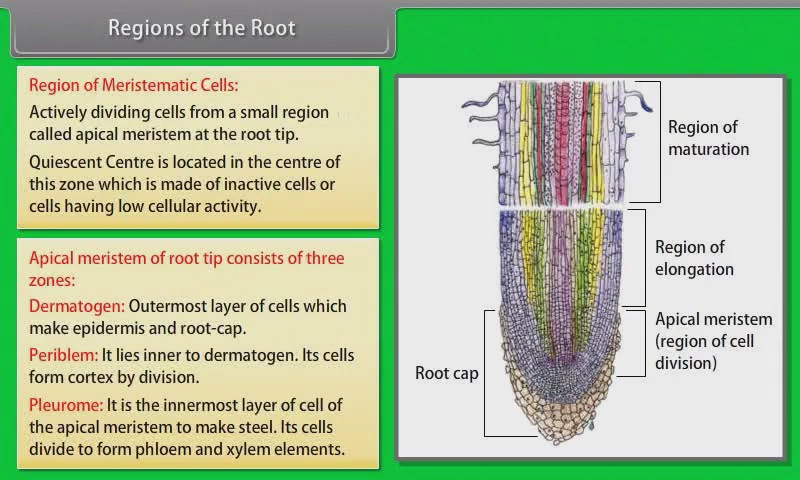 Regions of the Root
Region of Meristematic Cells:
Actively dividing cells from a small region
called apical meristem at the root tip.
Quiescent Centre is located in the centre of
this zone which is made of inactive cells or
cells having low cellular activity.
Apical meristem of root tip consists of three
zones:
Dermatogen: Outermost layer of cells which
make epidermis and root-cap.
Periblem: It lies inner to dermatogen. Its cells
form cortex by division.
Pleurome: It is the innermost layer of cell of
the apical meristem to make steel. Its cells
divide to form phloem and xylem elements.
Region of
maturation
Region of
elongation
Apical meristem
(region of cell
division)
Root cap